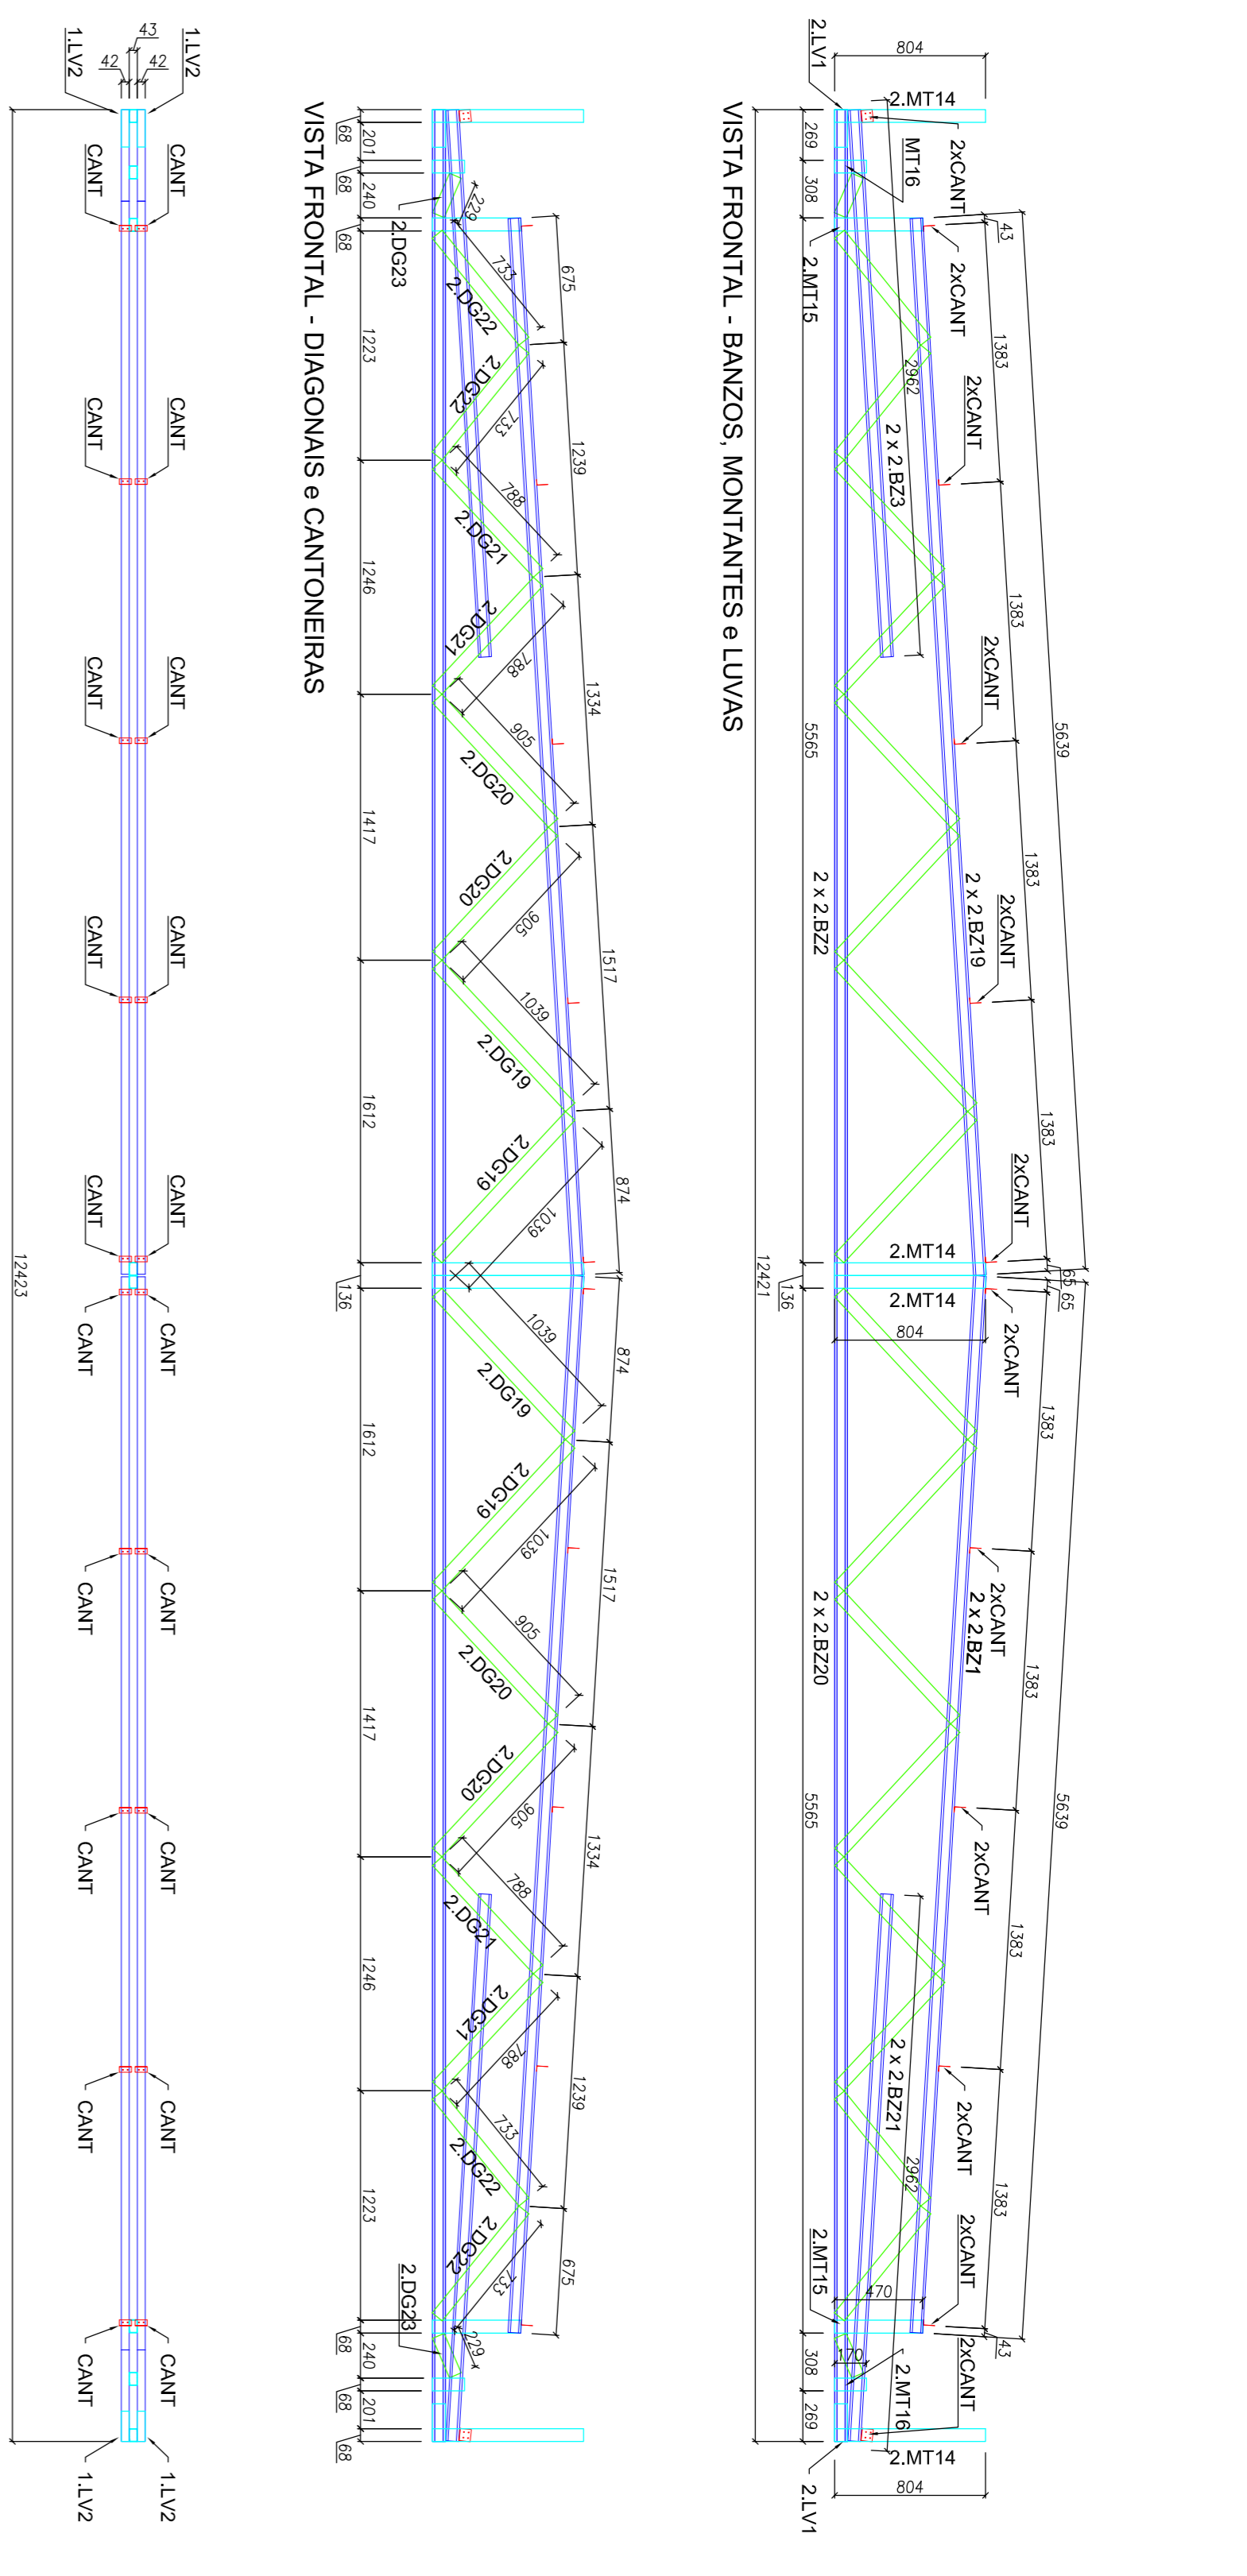 5639 5639
1383 1383 1383 1383 65 65 1383 1383 1383 1383
43 43
2xCANT 2xCANT 2xCANT 2xCANT 2xCANT 2xCANT 2xCANT 2xCANT 2xCANT 2xCANT 2xCANT 2xCANT
2 x 2.BZ19 2 x 2.BZ1
804 2.MT14 2.MT14 2.MT14 804 2.MT14 804
2962 2962
MT16 2 x 2.BZ3 2 x 2.BZ21 470 170 2.MT16
2.LV1 2.MT15 2 x 2.BZ2 2 x 2.BZ20 2.MT15 2.LV1
269 308 5565 136 5565 308 269
12421
VISTA FRONTAL - BANZOS, MONTANTES e LUVAS
675 1239 1334 1517 874 874 1517 1334 1239 675
229 733 733 788 788 905 905 1039 1039 1039 1039 905 905 788 788 733 733 229
2.DG23 2.DG22 2.DG22 2.DG21 2.DG21 2.DG20 2.DG20 2.DG19 2.DG19 2.DG19 2.DG19 2.DG20 2.DG20 2.DG21 2.DG21 2.DG22 2.DG22 2.DG23
68 201 68 240 68 1223 1246 1417 1612 136 1612 1417 1246 1223 68 240 68 201 68
VISTA FRONTAL - DIAGONAIS e CANTONEIRAS
1.LV2 CANT CANT CANT CANT CANT CANT CANT CANT CANT CANT 1.LV2
42 43 42
1.LV2 CANT CANT CANT CANT CANT CANT CANT CANT CANT CANT 1.LV2
12423